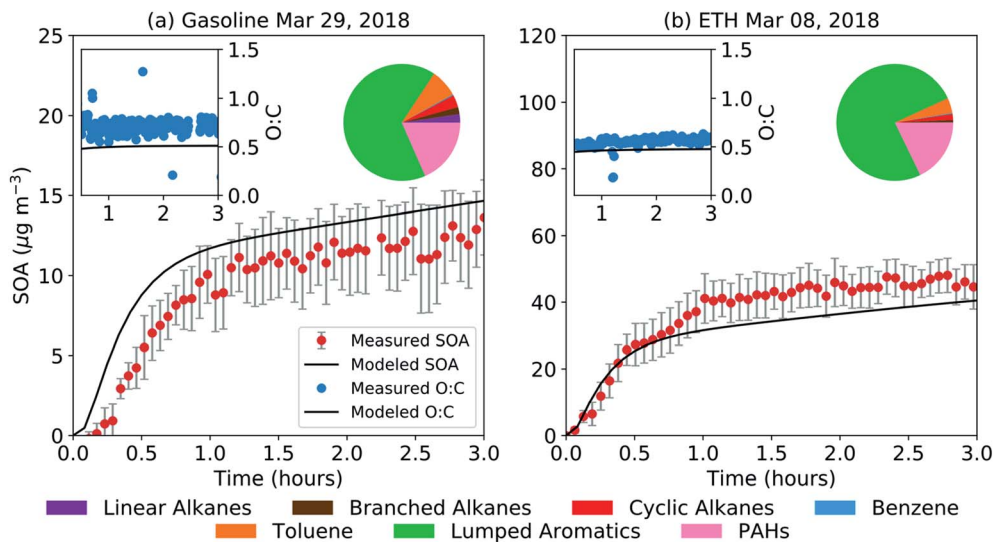 (a) Gasoline Mar 29, 2018
(b) ETH Mar 08, 2018
SOA (μg m⁻³)
25
20
15
10
5
0
0.0 0.5 1.0 1.5 2.0 2.5 3.0
Time (hours)
1.5
1.0
0.5
0.0
O:C
1 2 3
Measured SOA
Modeled SOA
Measured O:C
Modeled O:C
120
100
80
60
40
20
0
0.0 0.5 1.0 1.5 2.0 2.5 3.0
Time (hours)
1.5
1.0
0.5
0.0
O:C
1 2 3
Linear Alkanes Branched Alkanes Cyclic Alkanes Benzene
Toluene Lumped Aromatics PAHs